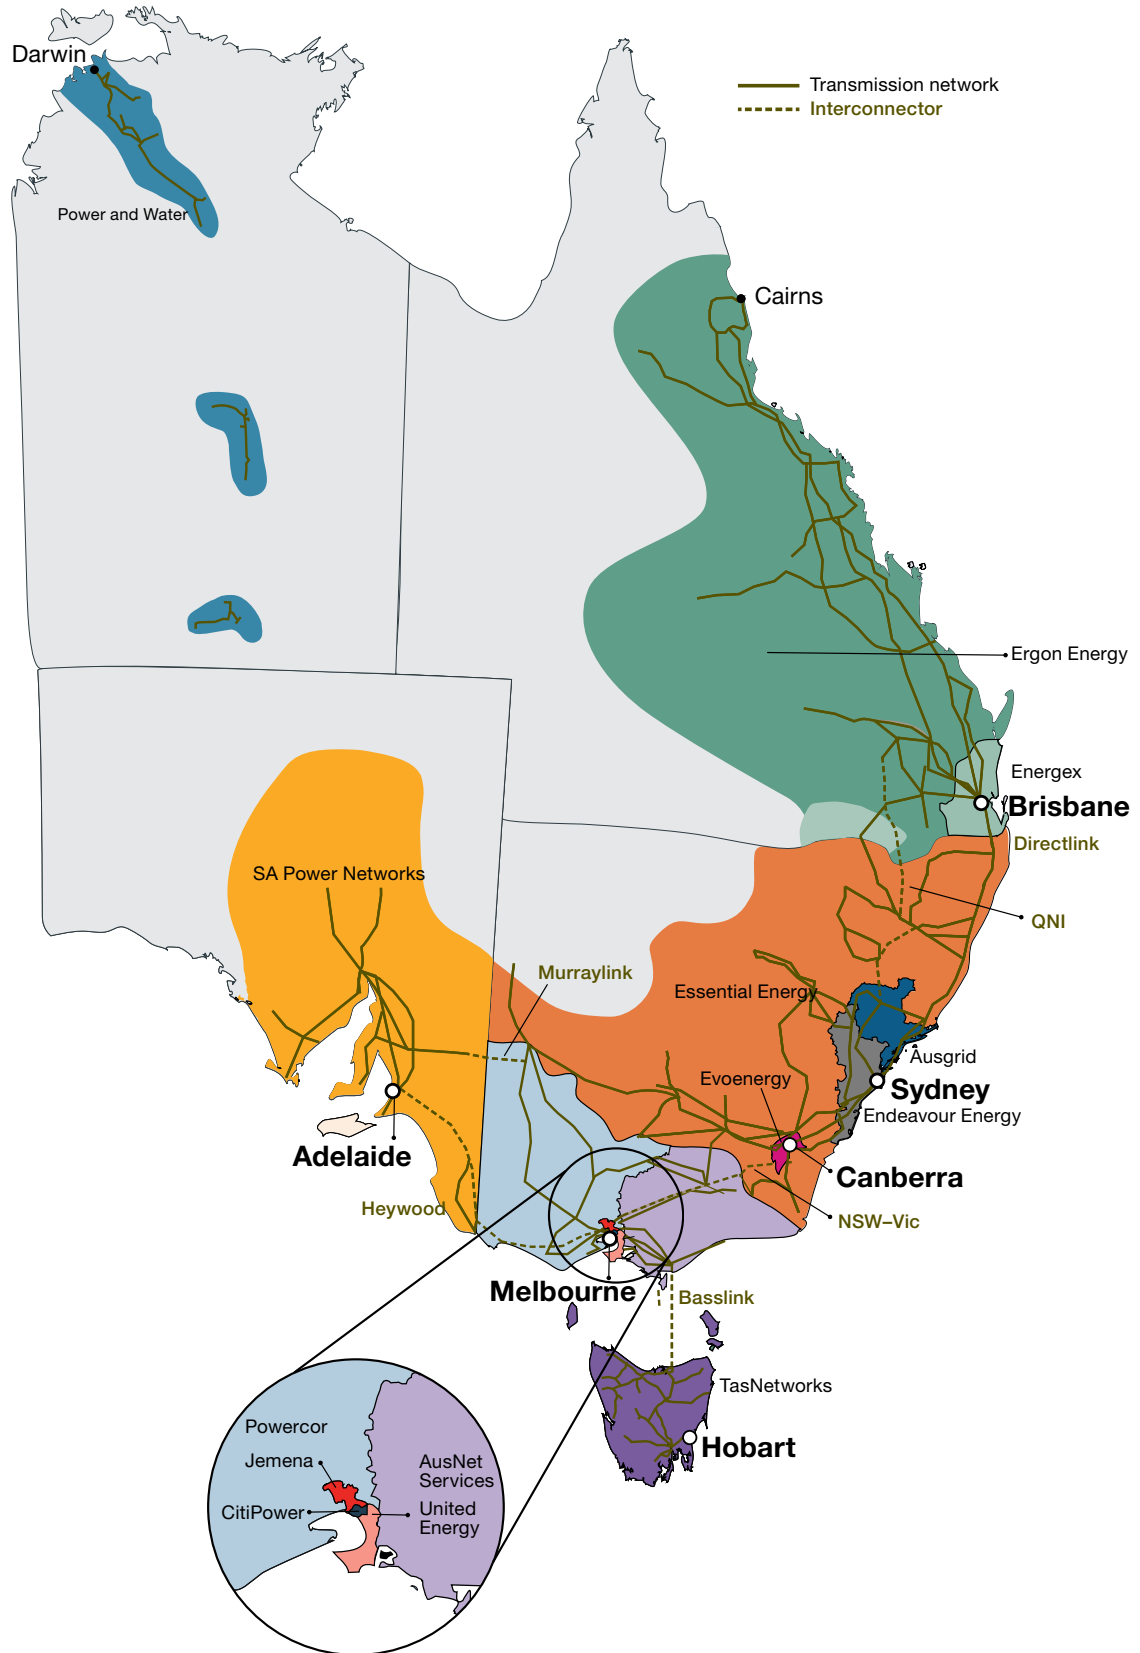 Darwin
Transmission network
Interconnector
Power and Water
Cairns
Ergon Energy
Energex
Brisbane
Directlink
SA Power Networks
QNI
Murraylink
Essential Energy
Ausgrid
Evoenergy
Sydney
Endeavour Energy
Adelaide
Canberra
Heywood
NSW–Vic
Melbourne
Basslink
TasNetworks
Hobart
Powercor
Jemena
AusNet
Services
CitiPower
United
Energy